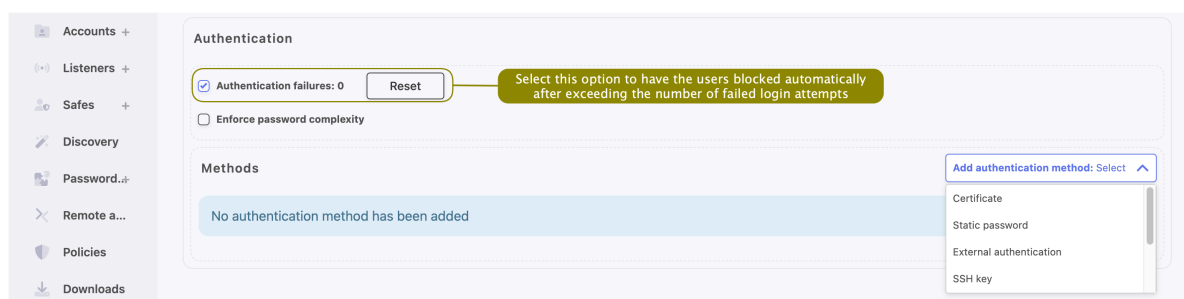 Accounts +
Listeners +
Safes +
Discovery
Password..+
Remote a...
Policies
Downloads
Authentication
Authentication failures: 0 Reset
Select this option to have the users blocked automatically
after exceeding the number of failed login attempts
Enforce password complexity
Methods
Add authentication method: Select
No authentication method has been added
Certificate
Static password
External authentication
SSH key